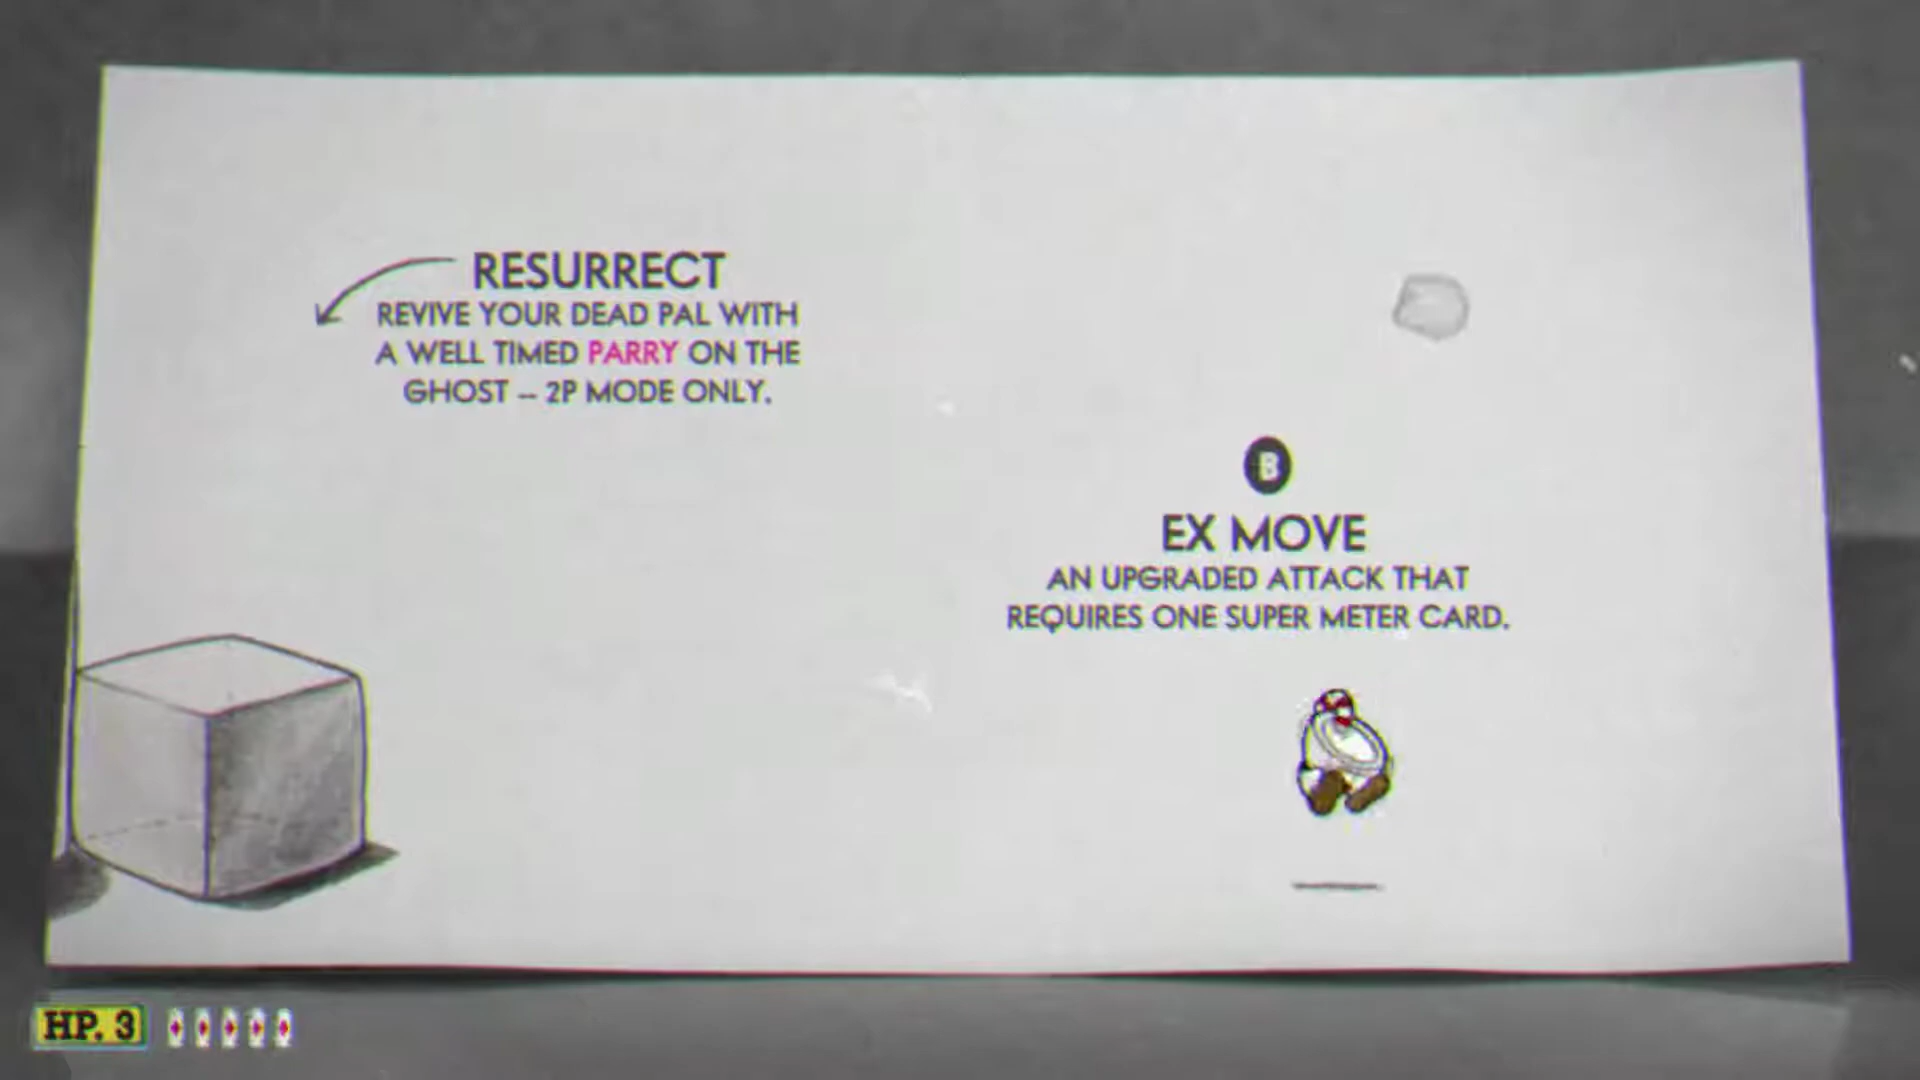 RESURRECT
REVIVE YOUR DEAD PAL WITH
A WELL TIMED PARRY ON THE
GHOST – 2P MODE ONLY.
B
EX MOVE
AN UPGRADED ATTACK THAT
REQUIRES ONE SUPER METER CARD.
HP. 3